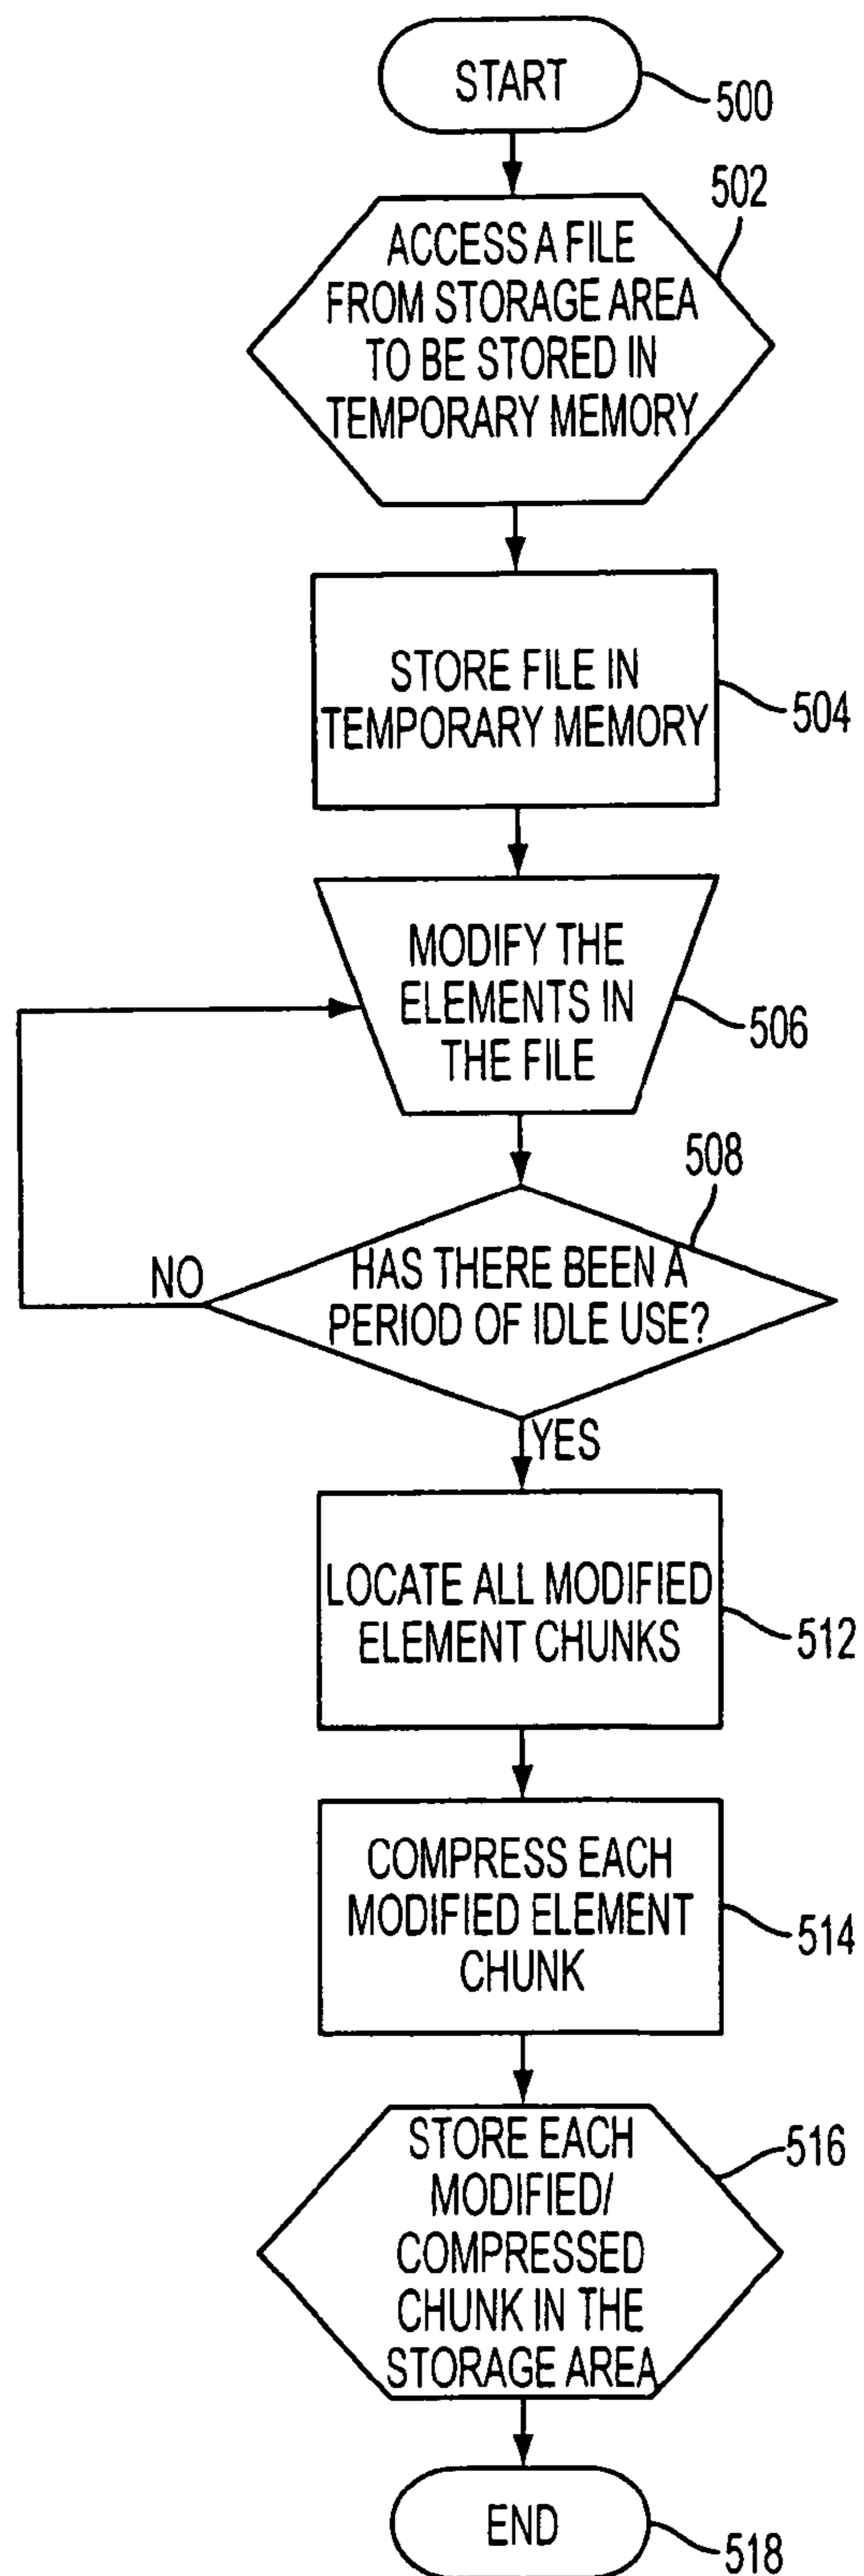 START
500
502
ACCESS A FILE
FROM STORAGE AREA
TO BE STORED IN
TEMPORARY MEMORY
STORE FILE IN
TEMPORARY MEMORY
504
MODIFY THE
ELEMENTS IN
THE FILE
506
508
HAS THERE BEEN A
PERIOD OF IDLE USE?
NO
YES
LOCATE ALL MODIFIED
ELEMENT CHUNKS
512
COMPRESS EACH
MODIFIED ELEMENT
CHUNK
514
STORE EACH
MODIFIED/
COMPRESSED
CHUNK IN THE
STORAGE AREA
516
END
518